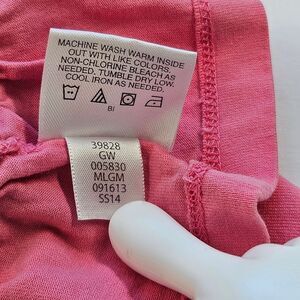 MACHINE WASH WARM INSIDE
OUT WITH LIKE COLORS.
NON-CHLORINE BLEACH AS
NEEDED. TUMBLE DRY LOW.
COOL IRON AS NEEDED.
BI
39828
GW
005830
MLGM
091613
SS14